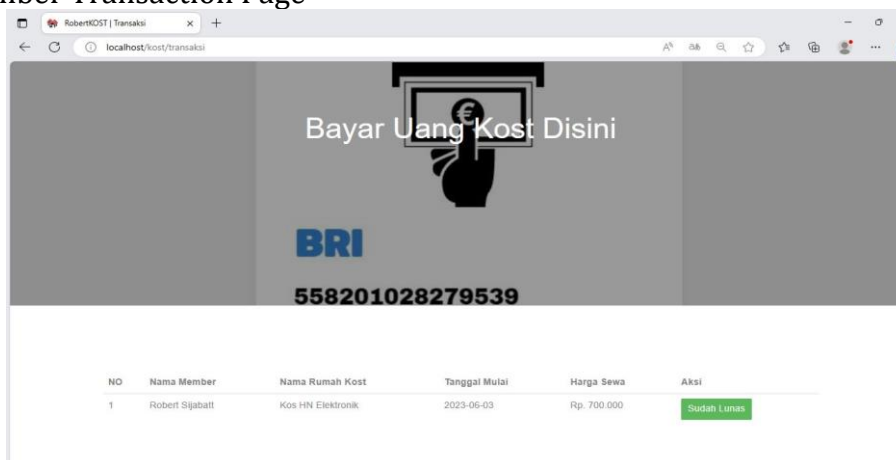 mber Transaction Page
RobertKOST | Transaksi
localhost/kost/transaksi
Bayar Uang Kost Disini
BRI
558201028279539
NO Nama Member Nama Rumah Kost Tanggal Mulai Harga Sewa Aksi
1 Robert Sijabatt Kos HN Elektronik 2023-06-03 Rp. 700.000 Sudah Lunas